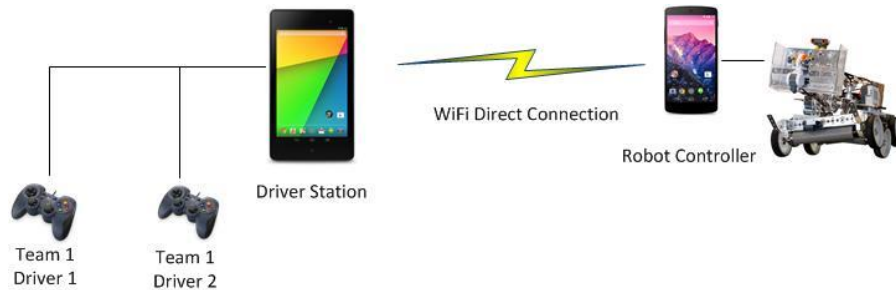 WiFi Direct Connection
Robot Controller
Driver Station
Team 1
Driver 1
Team 1
Driver 2